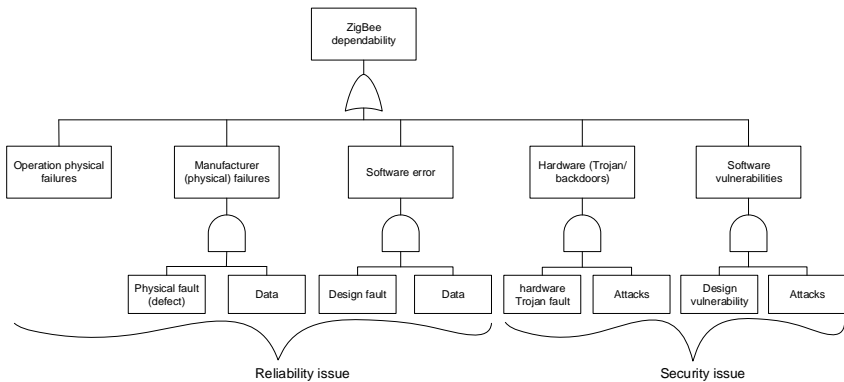 ZigBee
dependability
Operation physical
failures
Manufacturer
(physical) failures
Software error
Hardware (Trojan/
backdoors)
Software
vulnerabilities
Physical fault
(defect)
Data
Design fault
Data
hardware
Trojan fault
Attacks
Design
vulnerability
Attacks
Reliability issue
Security issue